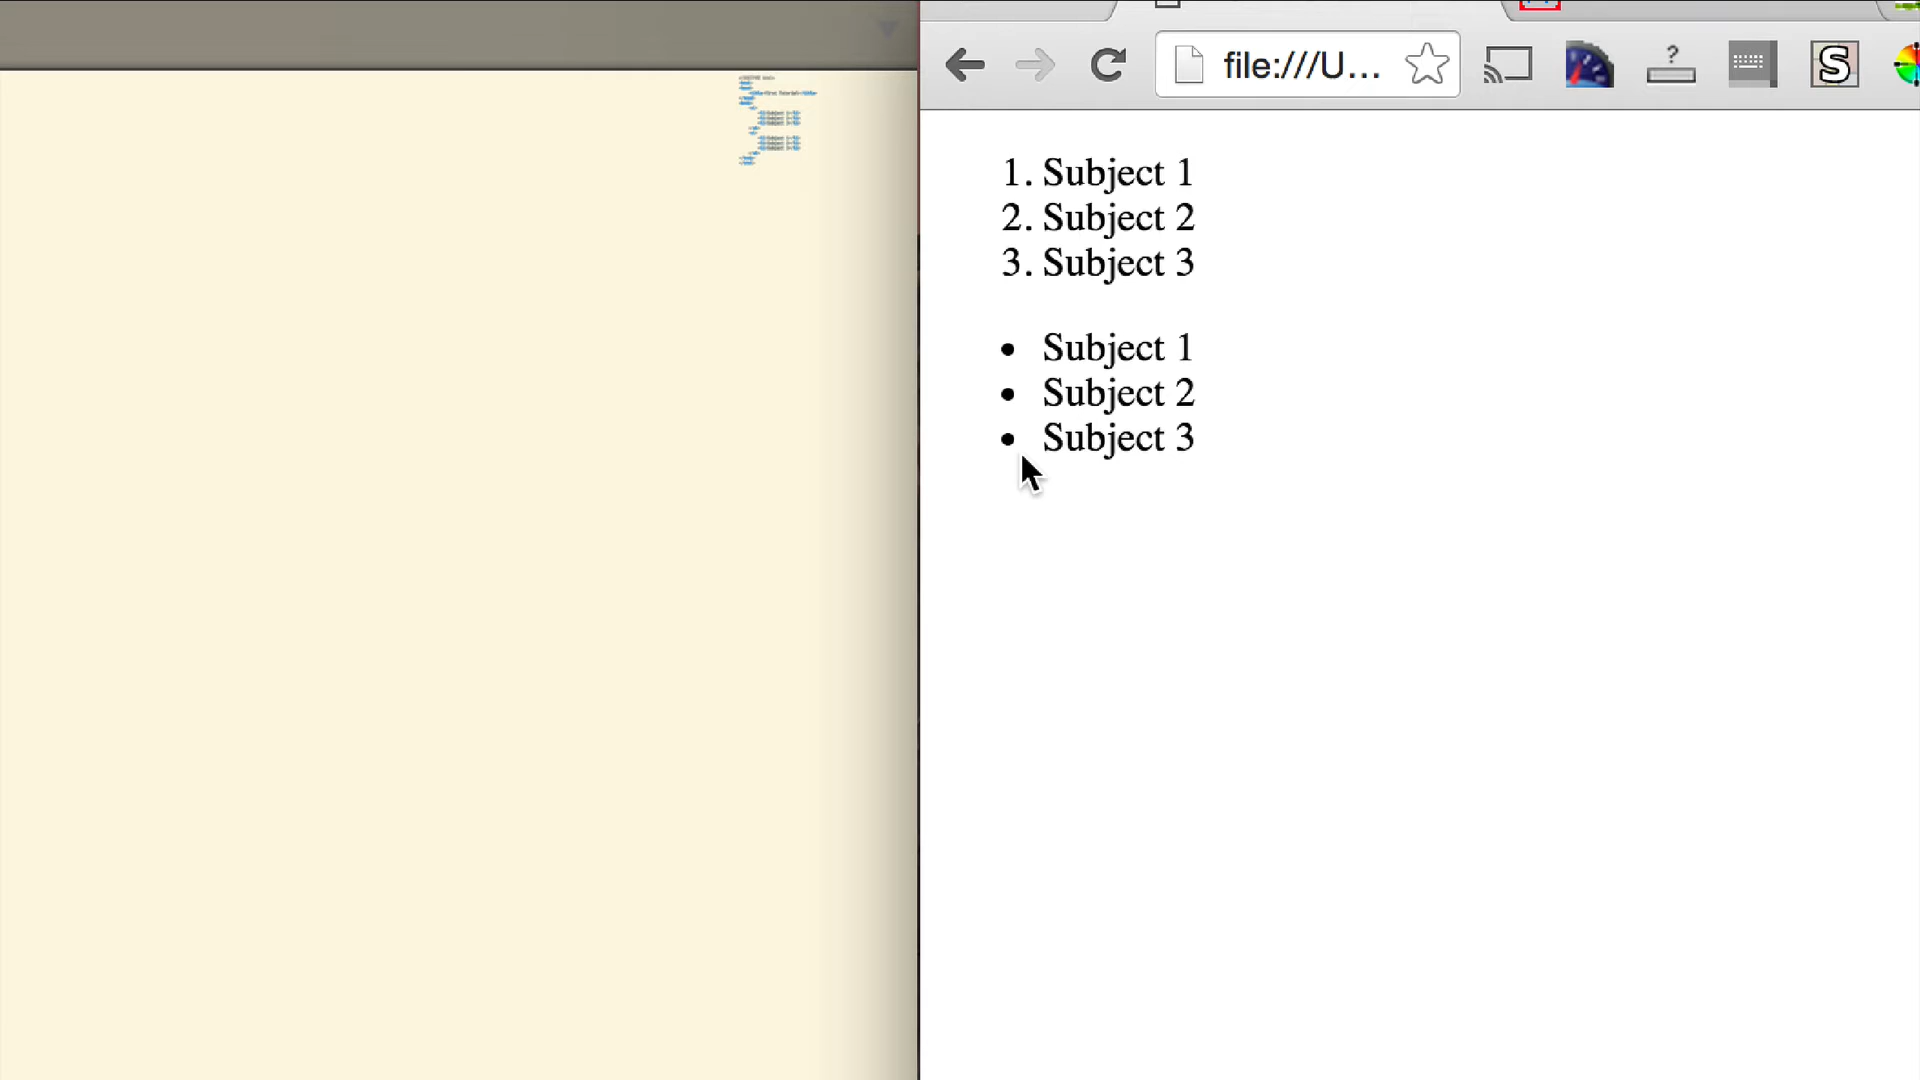 file:///U...
?
S
1. Subject 1
2. Subject 2
3. Subject 3
• Subject 1
• Subject 2
• Subject 3